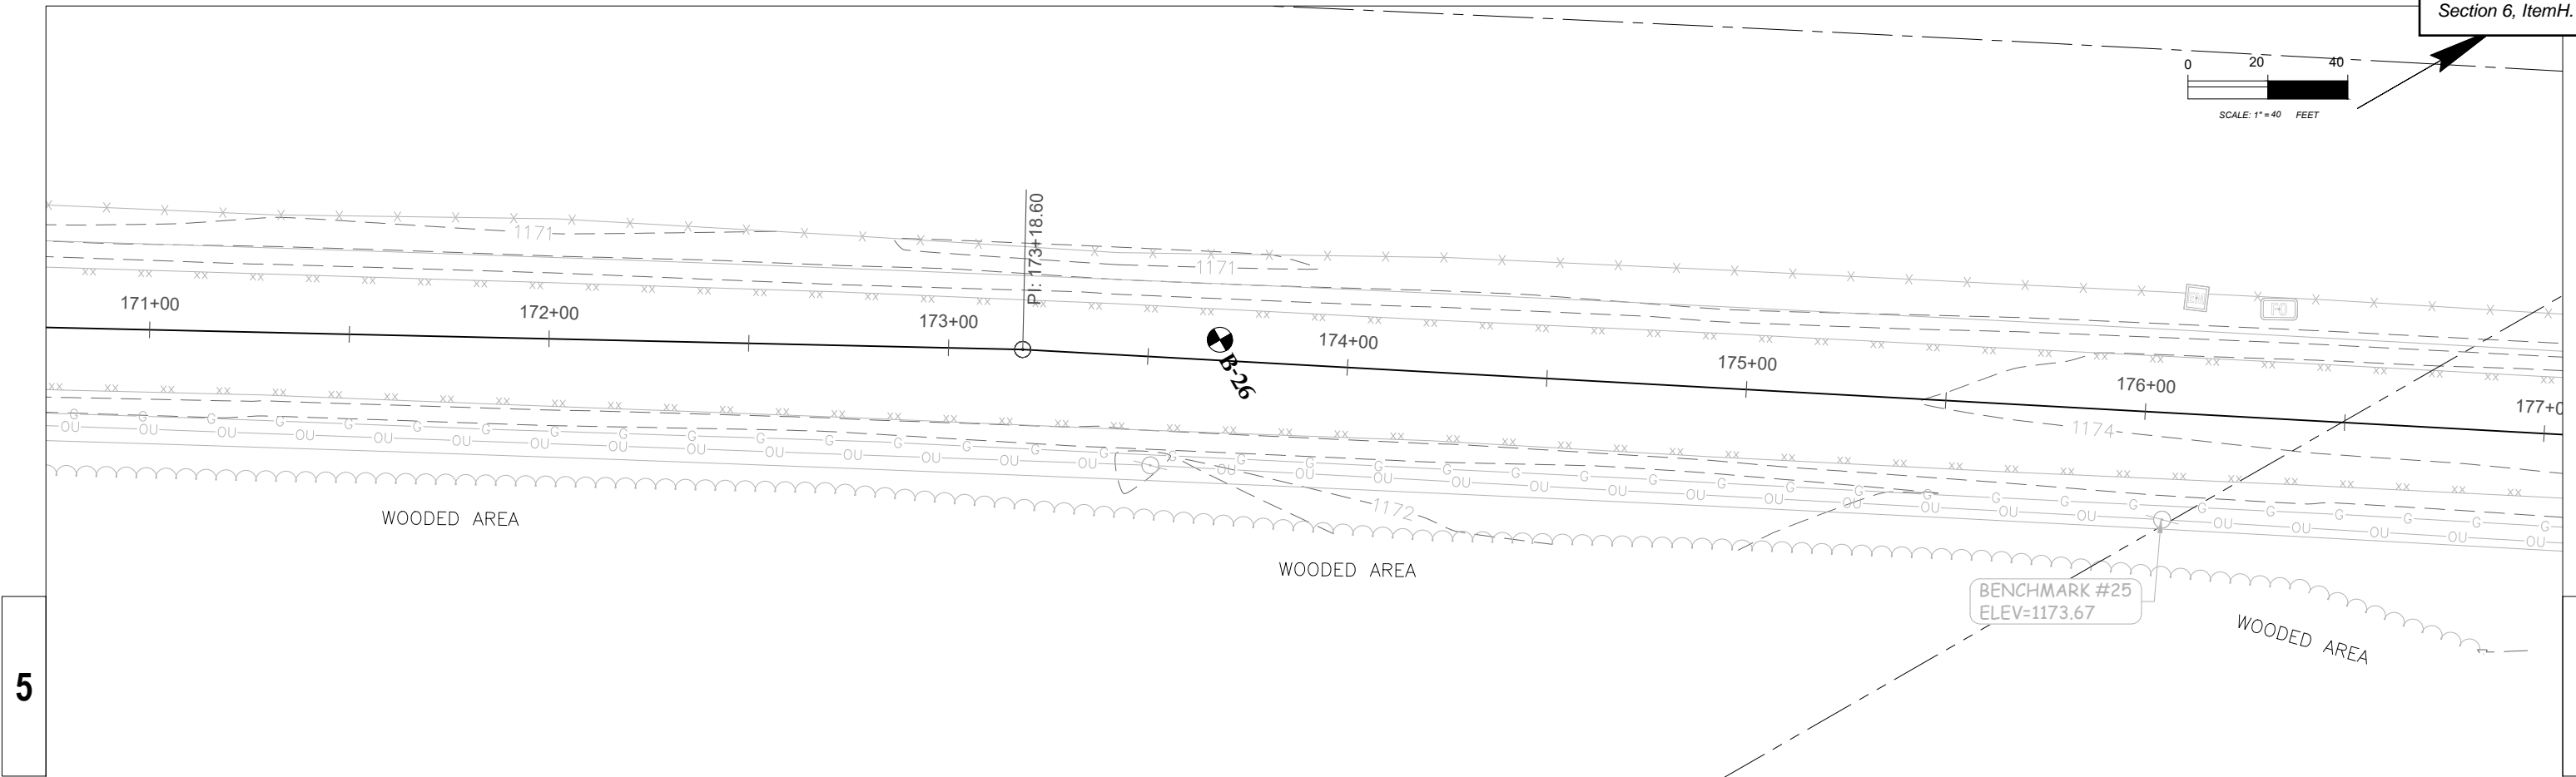 Section 6, ItemH.
0 20 40
SCALE: 1" = 40 FEET
PI: 173+18.60
1171
1171
171+00
172+00
173+00
174+00
175+00
176+00
B-26
1174
1172
WOODED AREA
WOODED AREA
BENCHMARK #25
ELEV=1173.67
WOODED AREA
5